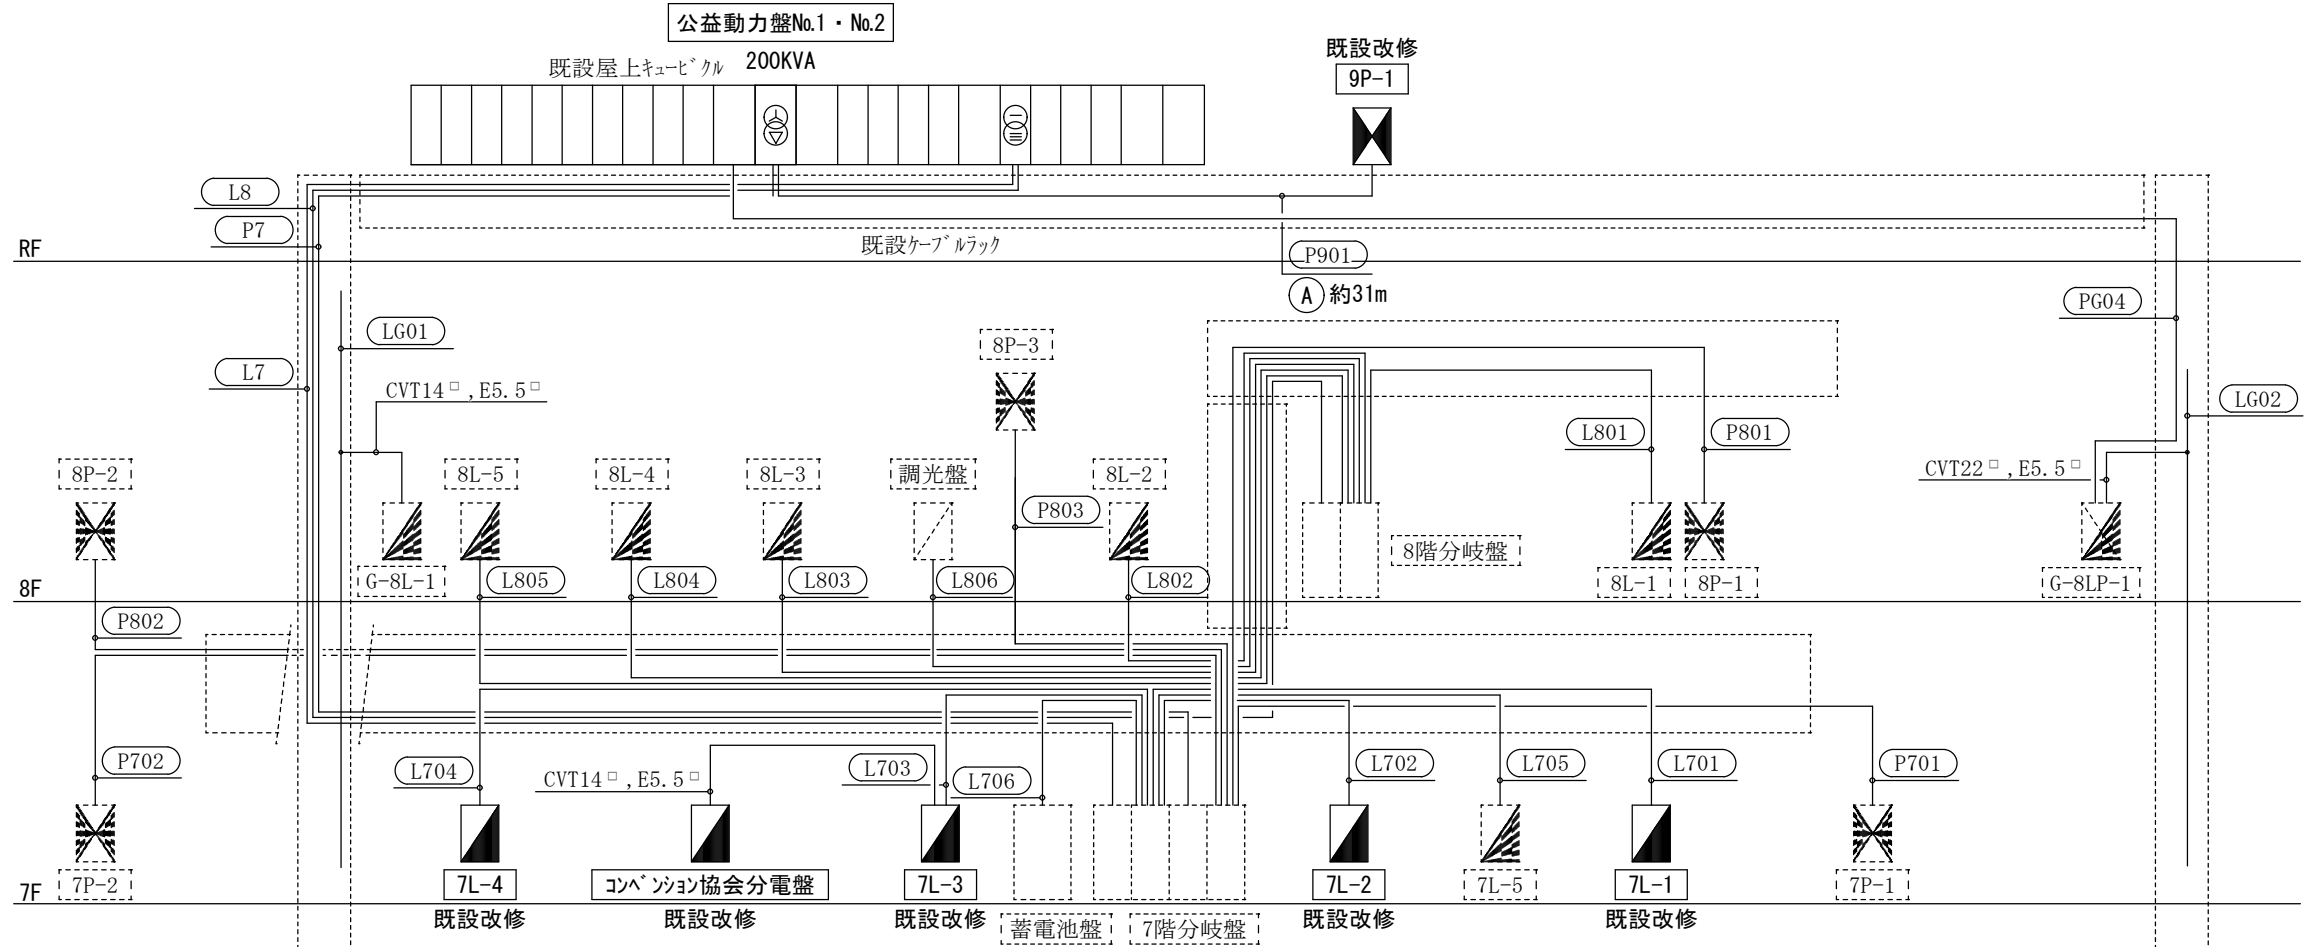 公益動力盤№1・№2
既設改修
既設屋上ｷｭｰﾋﾞｸﾙ 200KVA
9P-1
L8
P7
RF
既設ｹｰﾌﾞﾙﾗｯｸ
P901
A 約31m
PG04
LG01
8P-3
L7
CVT14□,E5.5□
LG02
L801
P801
8P-2
8L-5
8L-4
8L-3
調光盤
8L-2
CVT22□,E5.5□
P803
8階分岐盤
G-8L-1
L805
L804
L803
L806
L802
8L-1
8P-1
G-8LP-1
8F
P802
P702
L704
CVT14□,E5.5□
L703
L706
L702
L705
L701
P701
7F
7P-2
7L-4
ｺﾝﾍﾞﾝｼｮﾝ協会分電盤
7L-3
7L-2
7L-5
7L-1
7P-1
既設改修
既設改修
既設改修
蓄電池盤
7階分岐盤
既設改修
既設改修